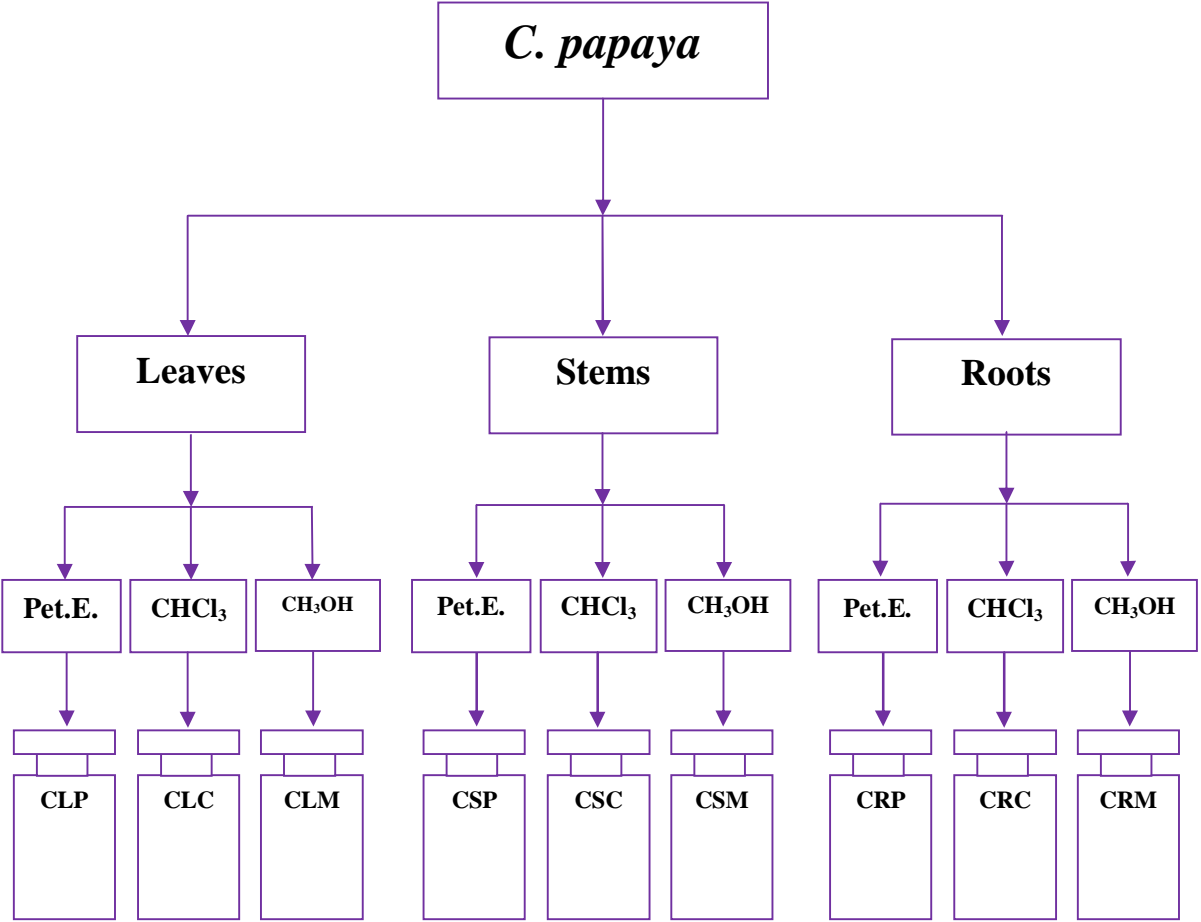 C. papaya
Leaves
Stems
Roots
Pet.E.
CHCl₃
CH₃OH
Pet.E.
CHCl₃
CH₃OH
Pet.E.
CHCl₃
CH₃OH
CLP
CLC
CLM
CSP
CSC
CSM
CRP
CRC
CRM